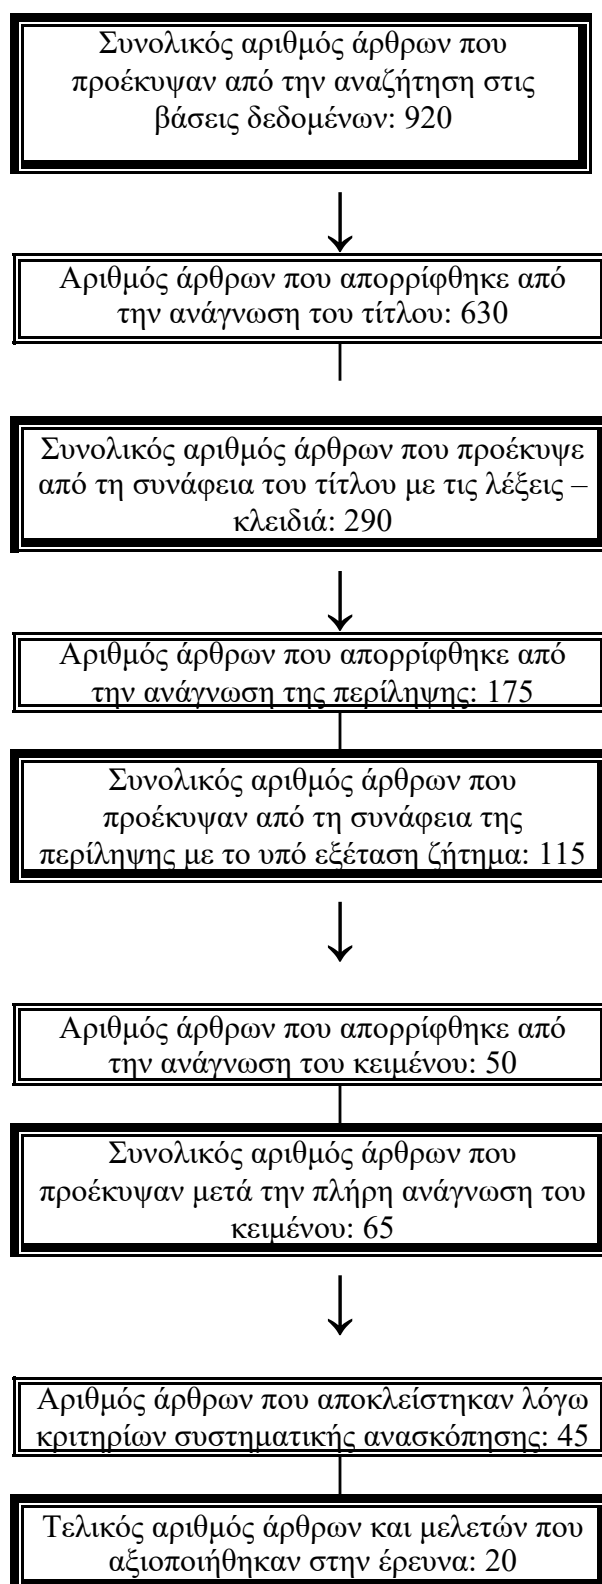 Συνολικός αριθμός άρθρων που
προέκυψαν από την αναζήτηση στις
βάσεις δεδομένων: 920
Αριθμός άρθρων που απορρίφθηκε από
την ανάγνωση του τίτλου: 630
Συνολικός αριθμός άρθρων που προέκυψε
από τη συνάφεια του τίτλου με τις λέξεις –
κλειδιά: 290
Αριθμός άρθρων που απορρίφθηκε από
την ανάγνωση της περίληψης: 175
Συνολικός αριθμός άρθρων που
προέκυψαν από τη συνάφεια της
περίληψης με το υπό εξέταση ζήτημα: 115
Αριθμός άρθρων που απορρίφθηκε από
την ανάγνωση του κειμένου: 50
Συνολικός αριθμός άρθρων που
προέκυψαν μετά την πλήρη ανάγνωση του
κειμένου: 65
Αριθμός άρθρων που αποκλείστηκαν λόγω
κριτηρίων συστηματικής ανασκόπησης: 45
Τελικός αριθμός άρθρων και μελετών που
αξιοποιήθηκαν στην έρευνα: 20